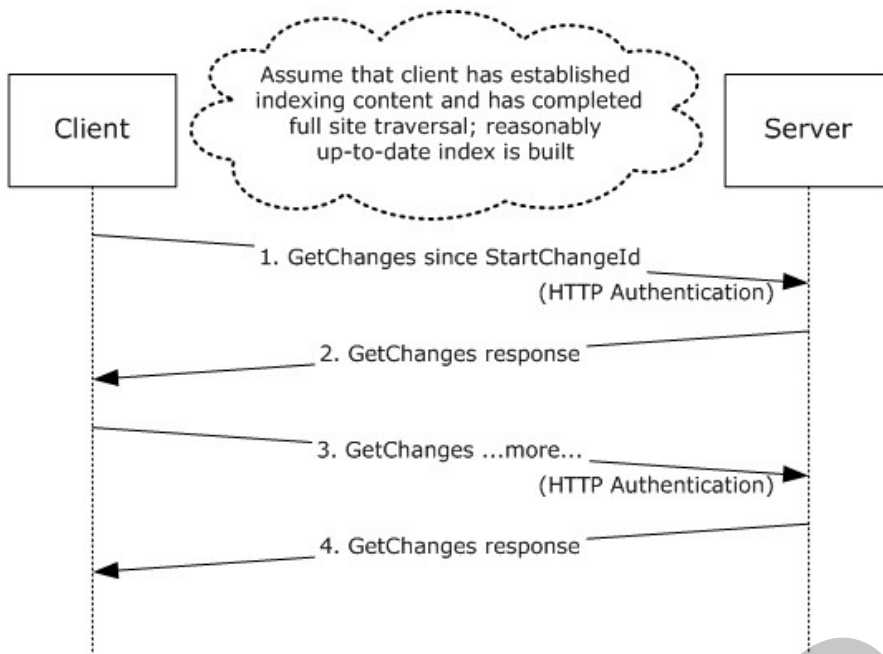 Assume that client has established
indexing content and has completed
full site traversal; reasonably
up-to-date index is built
Client
Server
1. GetChanges since StartChangeId
(HTTP Authentication)
2. GetChanges response
3. GetChanges ...more...
(HTTP Authentication)
4. GetChanges response